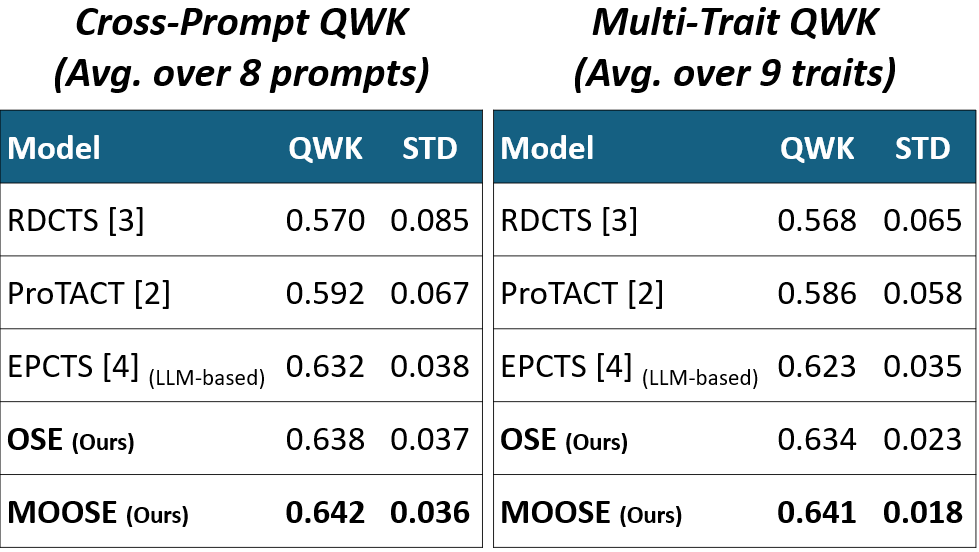 Cross-Prompt QWK
(Avg. over 8 prompts)
Model QWK STD
RDCTS [3] 0.570 0.085
ProTACT [2] 0.592 0.067
EPCTS [4] (LLM-based) 0.632 0.038
OSE (Ours) 0.638 0.037
MOOSE (Ours) 0.642 0.036
Multi-Trait QWK
(Avg. over 9 traits)
Model QWK STD
RDCTS [3] 0.568 0.065
ProTACT [2] 0.586 0.058
EPCTS [4] (LLM-based) 0.623 0.035
OSE (Ours) 0.634 0.023
MOOSE (Ours) 0.641 0.018